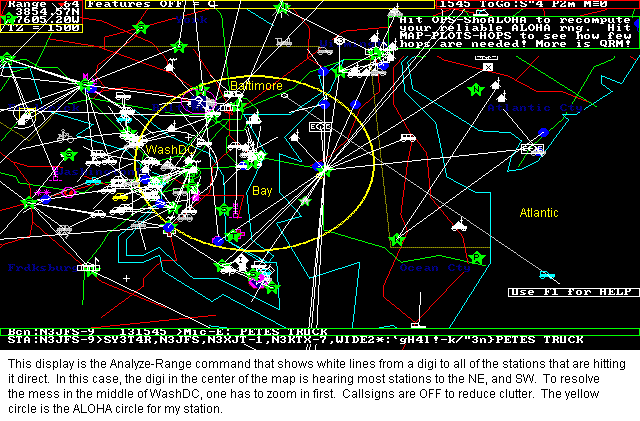 Range 64
3854.57N
7605.20W
TZ = 1500
Features OFF = C
1545 ToGo:S"4 P2m M=0
Hit OPS-ShoALOHA to recompute
your reliable ALOHA rng. Hit
MAP-PLOTS-HOPS to see how few
hops are needed! More is QRM!
York
Baltimore
Atlantic Cty
WashDC
Bay
Atlantic
Ocean Cty
Use F1 for HELP
Bcn:N3JFS-9 131545 >Mic-E: PETES TRUCK
STA:N3JFS-9>SY3T4R,N3JFS,N3XJT-1,N3KTX-7,WIDE2*:'gH4l!-k/"3n}PETES TRUCK
This display is the Analyze-Range command that shows white lines from a digi to all of the stations that are hitting
it direct. In this case, the digi in the center of the map is hearing most stations to the NE, and SW. To resolve
the mess in the middle of WashDC, one has to zoom in first. Callsigns are OFF to reduce clutter. The yellow
circle is the ALOHA circle for my station.